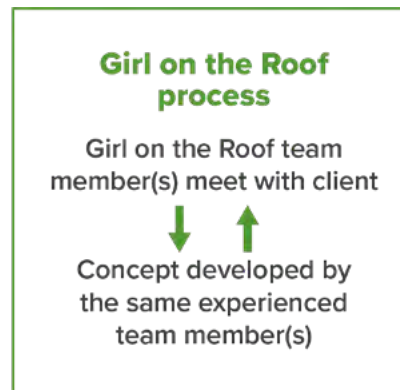 Girl on the Roof
process
Girl on the Roof team
member(s) meet with client
Concept developed by
the same experienced
team member(s)